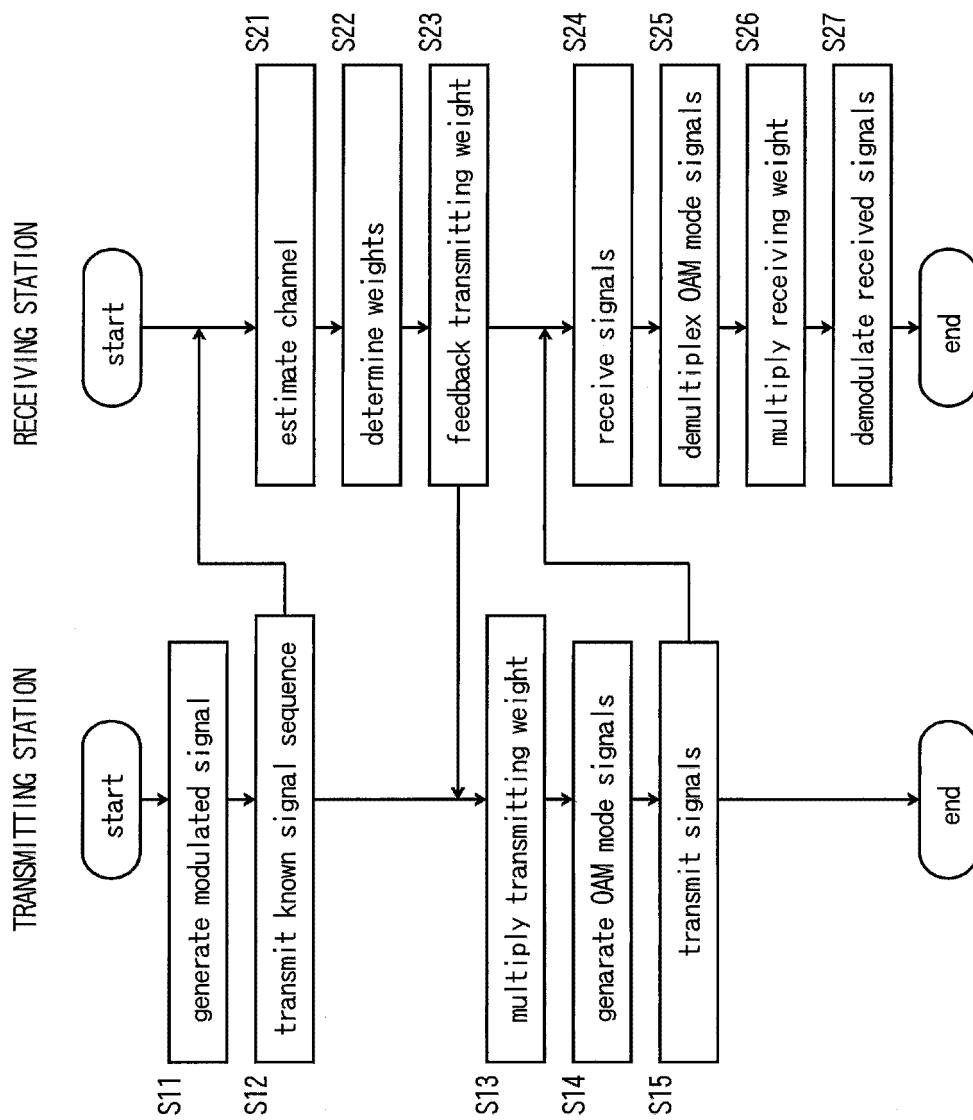 TRANSMITTING STATION
start
S11
generate modulated signal
S12
transmit known signal sequence
S13
multiply transmitting weight
S14
genarate OAM mode signals
S15
transmit signals
end
RECEIVING STATION
start
estimate channel
S21
determine weights
S22
feedback transmitting weight
S23
receive signals
S24
demultiplex OAM mode signals
S25
multiply receiving weight
S26
demodulate received signals
S27
end